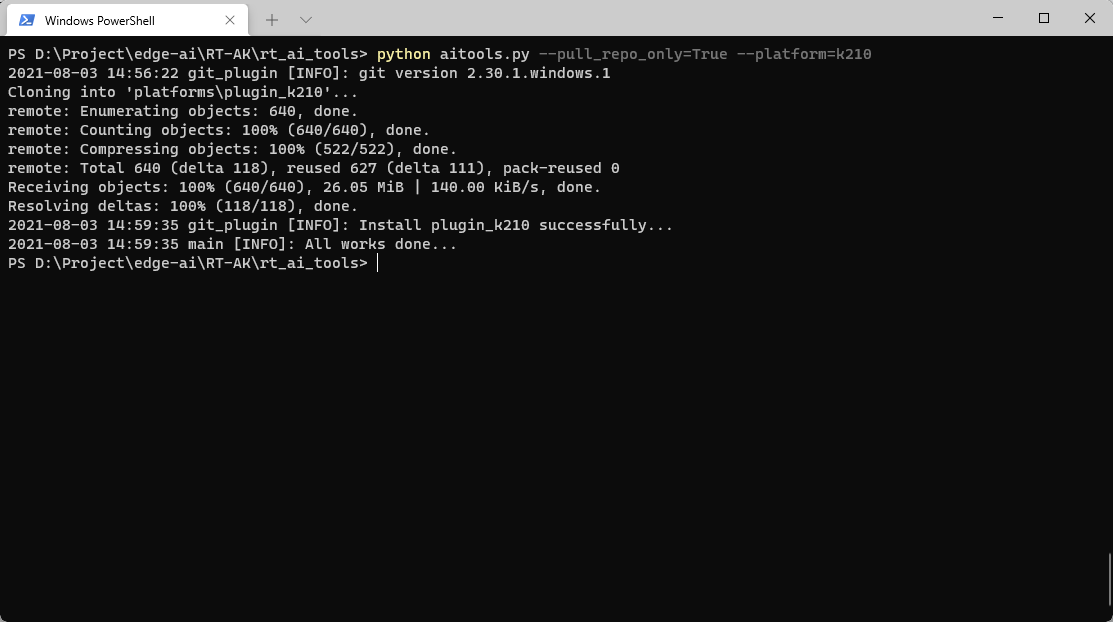 Windows PowerShell
PS D:\Project\edge-ai\RT-AK\rt_ai_tools> python aitools.py --pull_repo_only=True --platform=k210
2021-08-03 14:56:22 git_plugin [INFO]: git version 2.30.1.windows.1
Cloning into 'platforms\plugin_k210'...
remote: Enumerating objects: 640, done.
remote: Counting objects: 100% (640/640), done.
remote: Compressing objects: 100% (522/522), done.
remote: Total 640 (delta 118), reused 627 (delta 111), pack-reused 0
Receiving objects: 100% (640/640), 26.05 MiB | 140.00 KiB/s, done.
Resolving deltas: 100% (118/118), done.
2021-08-03 14:59:35 git_plugin [INFO]: Install plugin_k210 successfully...
2021-08-03 14:59:35 main [INFO]: All works done...
PS D:\Project\edge-ai\RT-AK\rt_ai_tools>